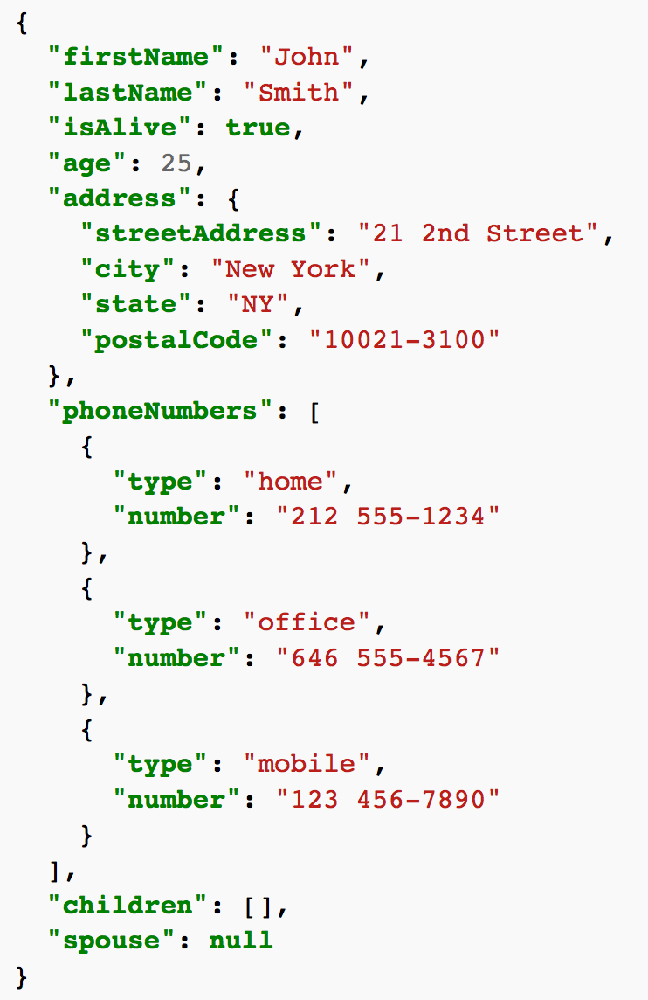 {
  "firstName": "John",
  "lastName": "Smith",
  "isAlive": true,
  "age": 25,
  "address": {
    "streetAddress": "21 2nd Street",
    "city": "New York",
    "state": "NY",
    "postalCode": "10021-3100"
  },
  "phoneNumbers": [
    {
      "type": "home",
      "number": "212 555-1234"
    },
    {
      "type": "office",
      "number": "646 555-4567"
    },
    {
      "type": "mobile",
      "number": "123 456-7890"
    }
  ],
  "children": [],
  "spouse": null
}